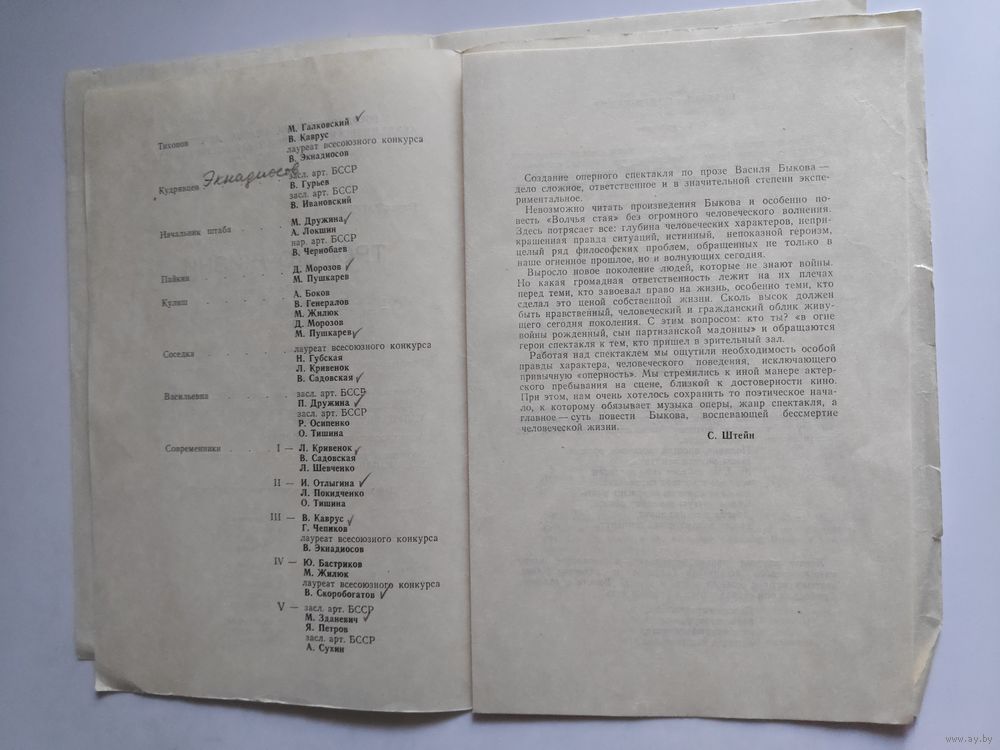 М. Галковский ✓
Тихонов . . . . . В. Каврус
лауреат всесоюзного конкурса
В. Экнадиосов
Экнадиосов
засл. арт. БССР
Кудрявцев В. Гурьев
засл. арт. БССР
В. Ивановский
М. Дружина ✓
Начальник штаба . . . . А. Локшин
нар. арт. БССР
В. Чернобаев
Д. Морозов ✓
Пайкин . . . . . М. Пушкарев
А. Боков
Кулиш . . . . . В. Генералов
М. Жилюк
Д. Морозов
М. Пушкарев ✓
Соседка . . . . . лауреат всесоюзного конкурса
Н. Губская
Л. Кривенок
В. Садовская ✓
Васильевна . . . . . засл. арт. БССР
П. Дружина ✓
засл. арт. БССР
Р. Осипенко
О. Тишина
Современники . . . . I — Л. Кривенок ✓
В. Садовская
Л. Шевченко
II — И. Отлыгина ✓
Л. Покидченко
О. Тишина
III — В. Каврус ✓
Г. Чепиков
лауреат всесоюзного конкурса
В. Экнадиосов
IV — Ю. Бастриков
М. Жилюк
лауреат всесоюзного конкурса
В. Скоробогатов ✓
V — засл. арт. БССР
М. Зданевич ✓
Я. Петров
засл. арт. БССР
А. Сухин
Создание оперного спектакля по прозе Василя Быкова —
дело сложное, ответственное и в значительной степени экспе-
риментальное.
Невозможно читать произведения Быкова и особенно по-
весть «Волчья стая» без огромного человеческого волнения.
Здесь потрясает все: глубина человеческих характеров, непри-
крашенная правда ситуаций, истинный, непоказной героизм,
целый ряд философских проблем, обращенных не только в
наше огненное прошлое, но и волнующих сегодня.
Выросло новое поколение людей, которые не знают войны.
Но какая громадная ответственность лежит на их плечах
перед теми, кто завоевал право на жизнь, особенно теми, кто
сделал это ценой собственной жизни. Сколь высок должен
быть нравственный, человеческий и гражданский облик живу-
щего сегодня поколения. С этим вопросом: кто ты? «в огне
войны рожденный, сын партизанской мадонны» и обращаются
герои спектакля к тем, кто пришел в зрительный зал.
Работая над спектаклем мы ощутили необходимость особой
правды характера, человеческого поведения, исключающего
привычную «оперность». Мы стремились к иной манере актер-
ского пребывания на сцене, близкой к достоверности кино.
При этом, нам очень хотелось сохранить то поэтическое нача-
ло, к которому обязывает музыка оперы, жанр спектакля, а
главное — суть повести Быкова, воспевающей бессмертие
человеческой жизни.
С. Штейн
www.ay.by